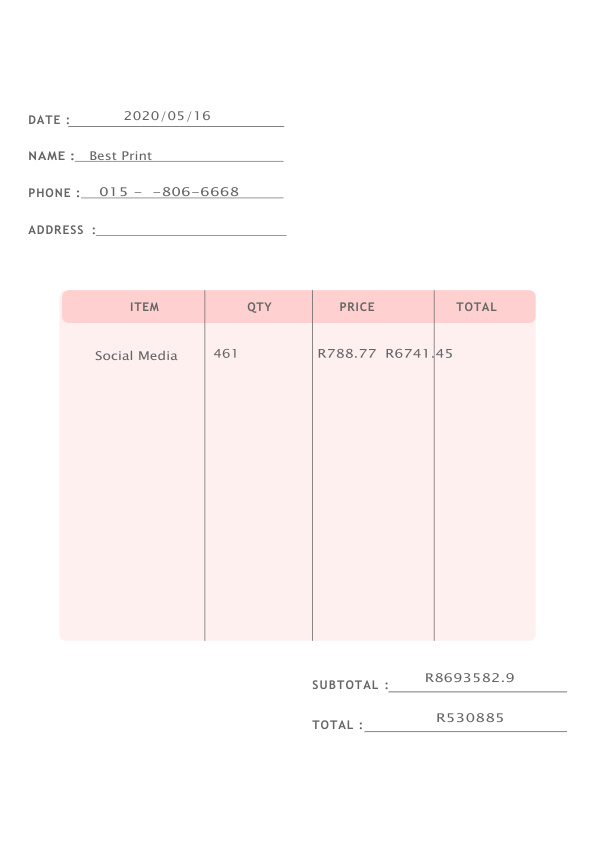 DATE : 2020/05/16
NAME : Best Print
PHONE : 015 – –806–6668
ADDRESS :
ITEM QTY PRICE TOTAL
Social Media 461 R788.77 R6741.45
SUBTOTAL : R8693582.9
TOTAL : R530885